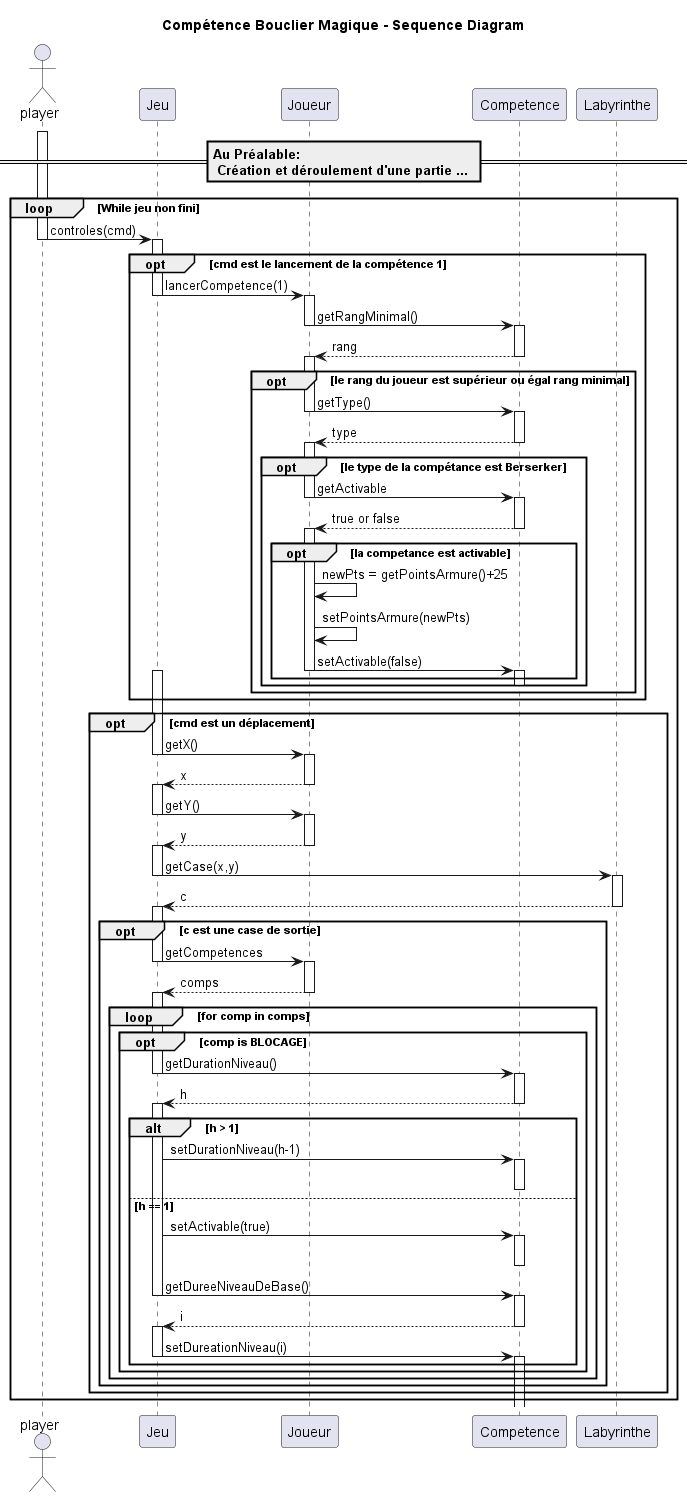 Compétence Bouclier Magique - Sequence Diagram
player
Jeu
Joueur
Competence
Labyrinthe
Au Préalable:
Création et déroulement d'une partie ...
loop [While jeu non fini]
controles(cmd)
opt [cmd est le lancement de la compétence 1]
lancerCompetence(1)
getRangMinimal()
rang
opt [le rang du joueur est supérieur ou égal rang minimal]
getType()
type
opt [le type de la compétance est Berserker]
getActivable
true or false
opt [la competance est activable]
newPts = getPointsArmure()+25
setPointsArmure(newPts)
setActivable(false)
opt [cmd est un déplacement]
getX()
x
getY()
y
getCase(x,y)
c
opt [c est une case de sortie]
getCompetences
comps
loop [for comp in comps]
opt [comp is BLOCAGE]
getDurationNiveau()
h
alt [h > 1]
setDurationNiveau(h-1)
[h == 1]
setActivable(true)
getDureeNiveauDeBase()
i
setDureationNiveau(i)
player
Jeu
Joueur
Competence
Labyrinthe